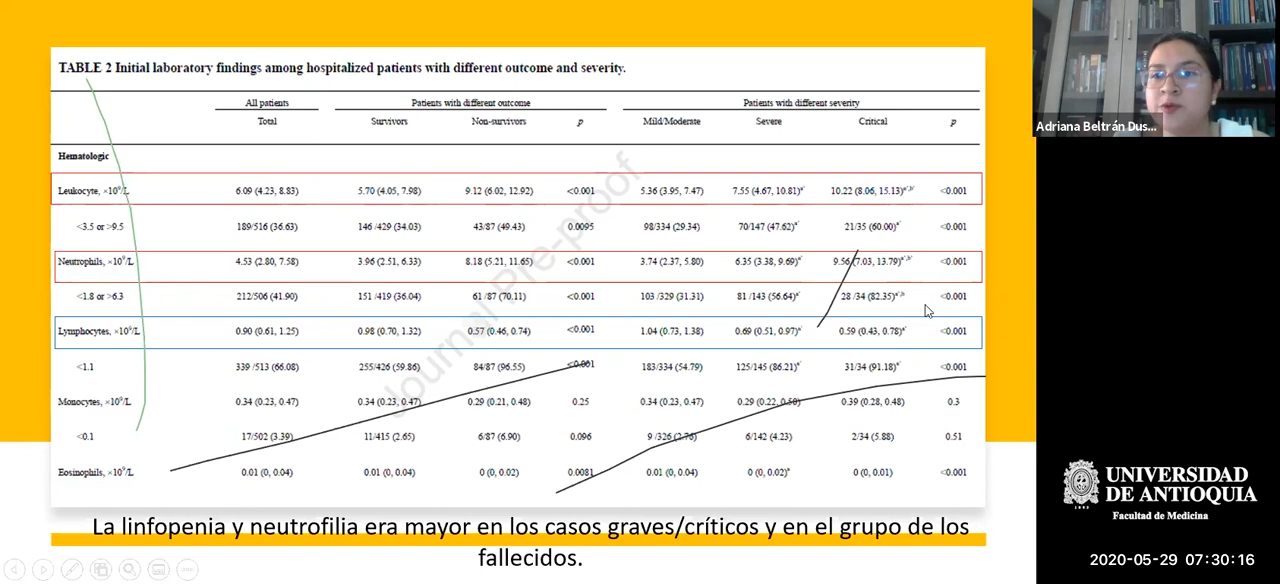 TABLE 2 Initial laboratory findings among hospitalized patients with different outcome and severity.
All patients Patients with different outcome Patients with different severity
Total Survivors Non-survivors p Mild/Moderate Severe Critical p
Hematologic
Leukocyte, ×10⁹/L 6.09 (4.23, 8.83) 5.70 (4.05, 7.98) 9.12 (6.02, 12.92) <0.001 5.36 (3.95, 7.47) 7.55 (4.67, 10.81)ᵃ' 10.22 (8.06, 15.13)ᵃ',ᵇ' <0.001
<3.5 or >9.5 189/516 (36.63) 146 /429 (34.03) 43/87 (49.43) 0.0095 98/334 (29.34) 70/147 (47.62)ᵃ' 21/35 (60.00)ᵃ' <0.001
Neutrophils, ×10⁹/L 4.53 (2.80, 7.58) 3.96 (2.51, 6.33) 8.18 (5.21, 11.65) <0.001 3.74 (2.37, 5.80) 6.35 (3.38, 9.69)ᵃ' 9.56 (7.03, 13.79)ᵃ',ᵇ' <0.001
<1.8 or >6.3 212/506 (41.90) 151 /419 (36.04) 61 /87 (70.11) <0.001 103 /329 (31.31) 81 /143 (56.64)ᵃ' 28 /34 (82.35)ᵃ',ᵇ <0.001
Lymphocytes, ×10⁹/L 0.90 (0.61, 1.25) 0.98 (0.70, 1.32) 0.57 (0.46, 0.74) <0.001 1.04 (0.73, 1.38) 0.69 (0.51, 0.97)ᵃ' 0.59 (0.43, 0.78)ᵃ' <0.001
<1.1 339 /513 (66.08) 255/426 (59.86) 84/87 (96.55) <0.001 183/334 (54.79) 125/145 (86.21)ᵃ' 31/34 (91.18)ᵃ' <0.001
Monocytes, ×10⁹/L 0.34 (0.23, 0.47) 0.34 (0.23, 0.47) 0.29 (0.21, 0.48) 0.25 0.34 (0.23, 0.47) 0.29 (0.22, 0.50) 0.39 (0.28, 0.48) 0.3
<0.1 17/502 (3.39) 11/415 (2.65) 6/87 (6.90) 0.096 9 /326 (2.76) 6/142 (4.23) 2/34 (5.88) 0.51
Eosinophils, ×10⁹/L 0.01 (0, 0.04) 0.01 (0, 0.04) 0 (0, 0.02) 0.0081 0.01 (0, 0.04) 0 (0, 0.02)ᵃ 0 (0, 0.01) <0.001
Journal Pre-proof
La linfopenia y neutrofilia era mayor en los casos graves/críticos y en el grupo de los
fallecidos.
Adriana Beltrán Dus...
UNIVERSIDAD
DE ANTIOQUIA
1803
Facultad de Medicina
2020-05-29 07:30:16